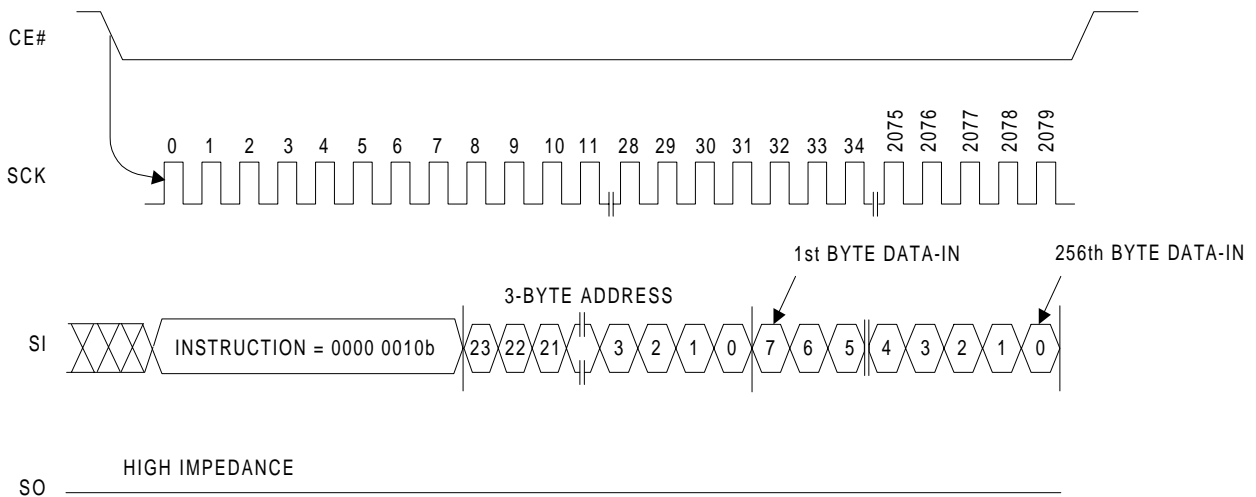 CE#
0 1 2 3 4 5 6 7 8 9 10 11 28 29 30 31 32 33 34 2075 2076 2077 2078 2079
SCK
1st BYTE DATA-IN 256th BYTE DATA-IN
3-BYTE ADDRESS
SI INSTRUCTION = 0000 0010b 23 22 21 3 2 1 0 7 6 5 4 3 2 1 0
HIGH IMPEDANCE
SO